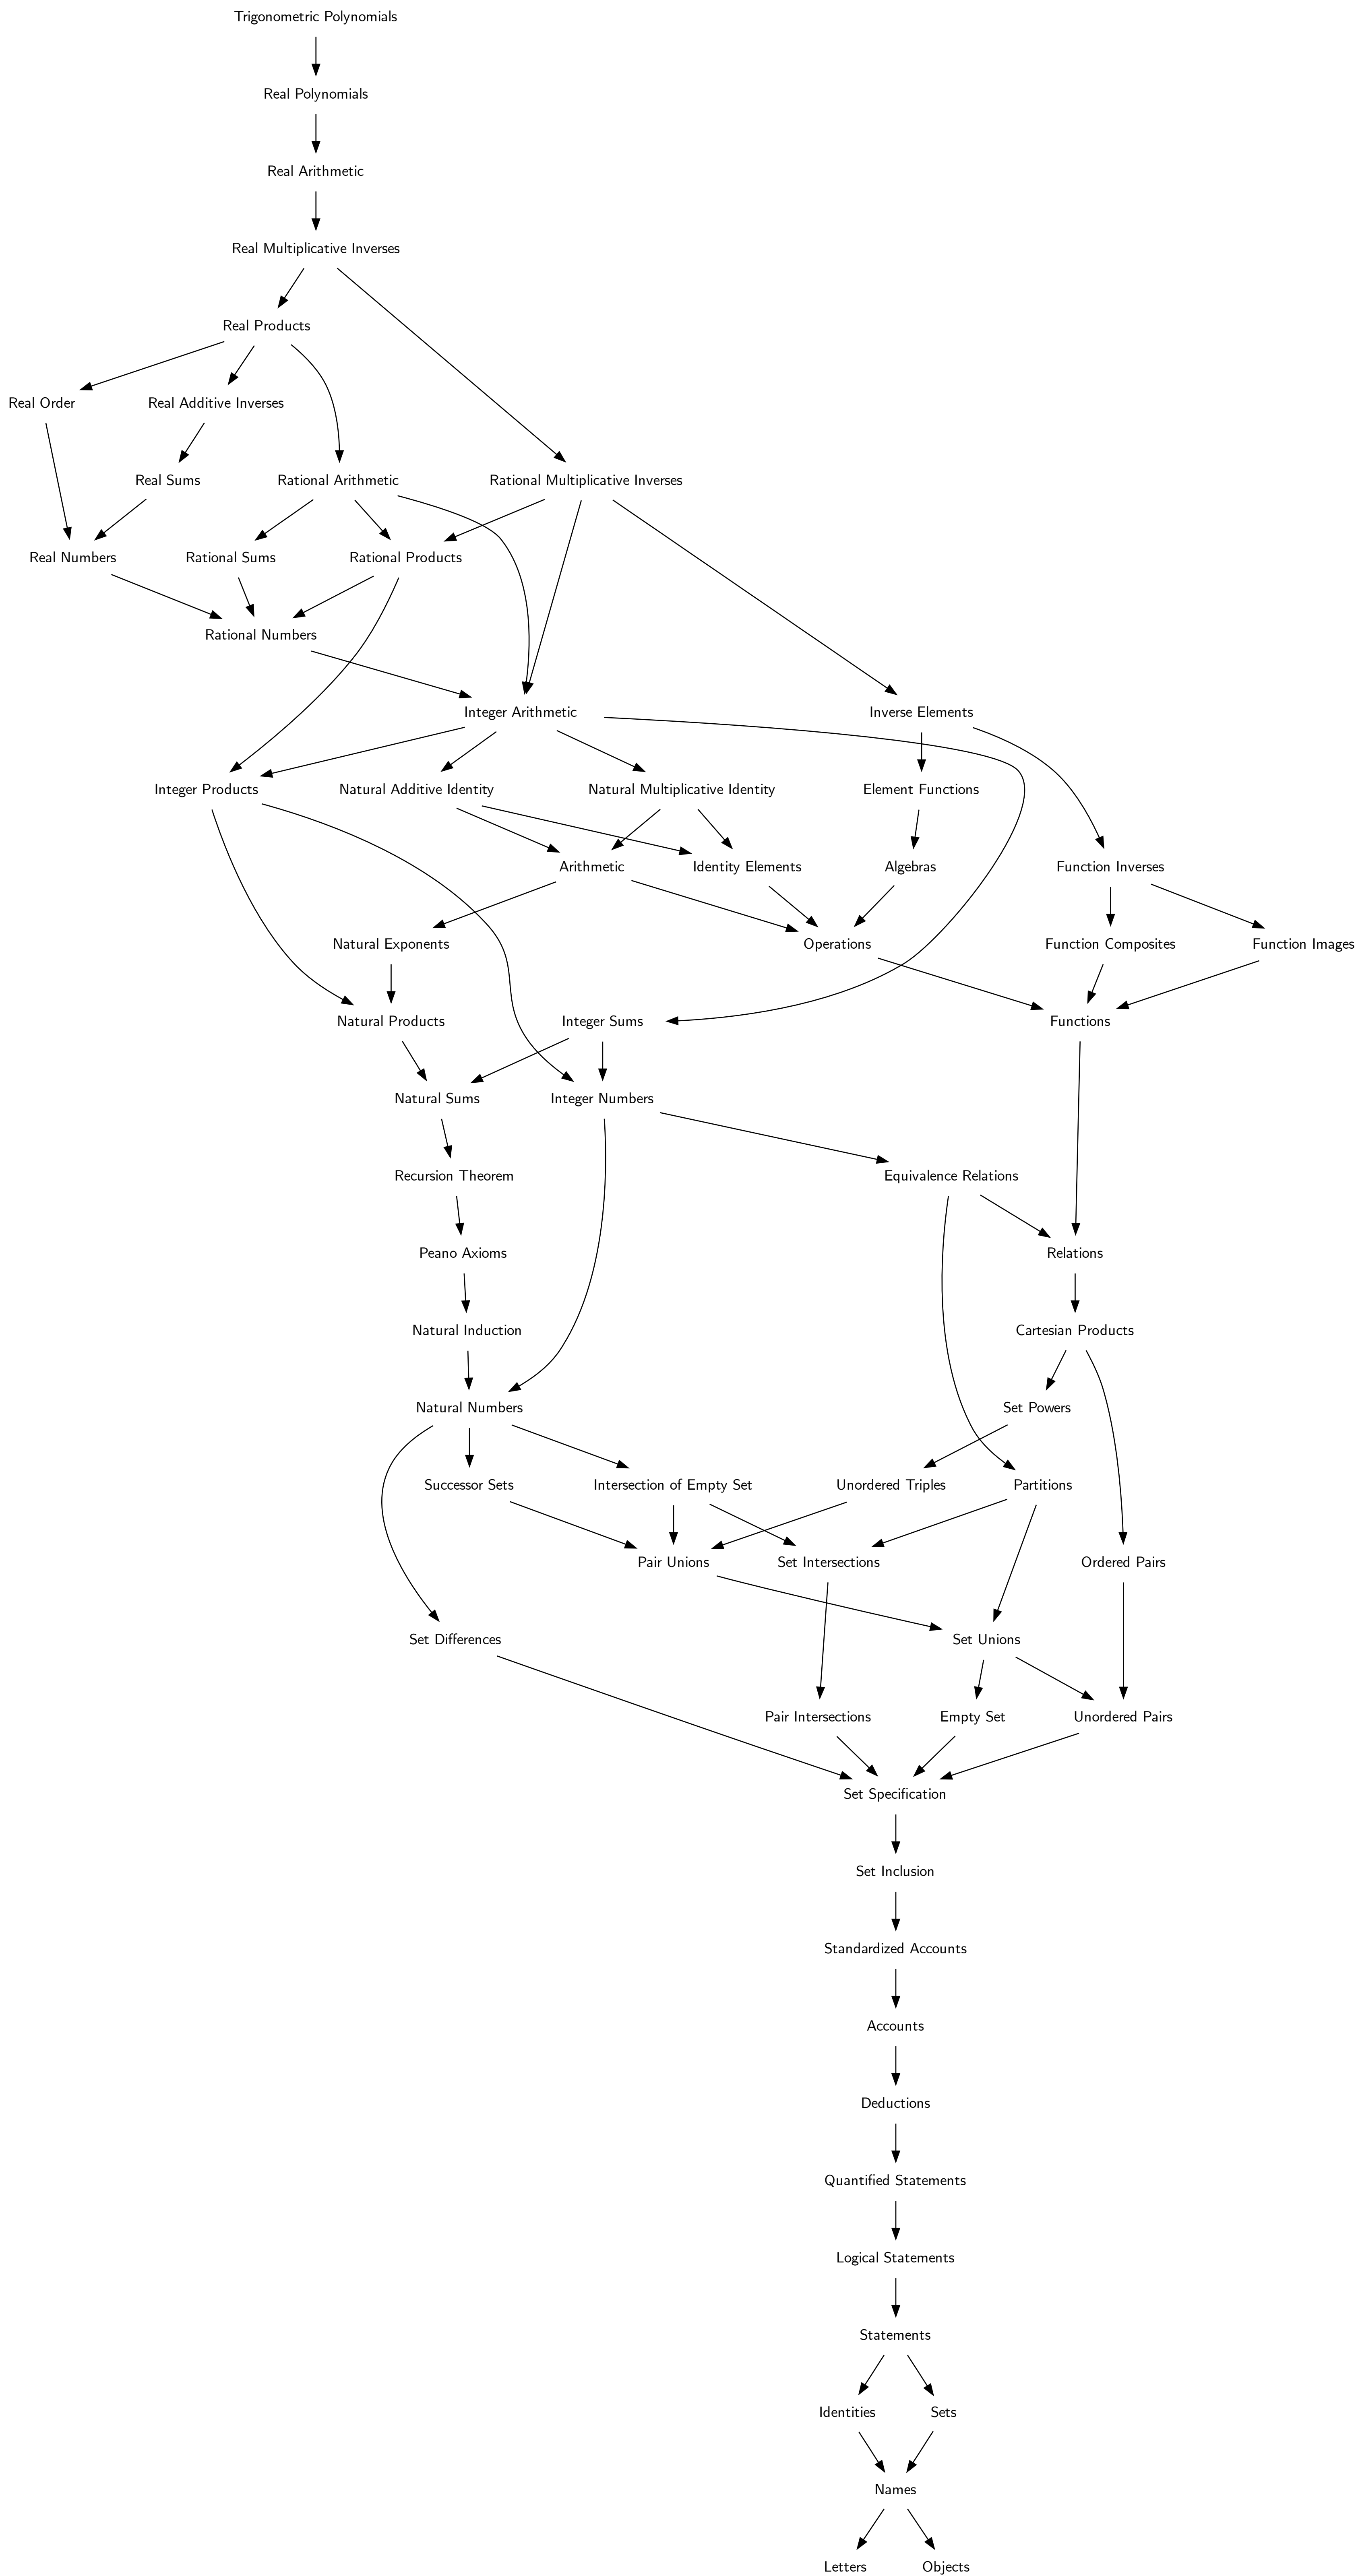 Trigonometric Polynomials
Real Polynomials
Real Arithmetic
Real Multiplicative Inverses
Real Products
Real Order
Real Additive Inverses
Real Sums
Rational Arithmetic
Rational Multiplicative Inverses
Real Numbers
Rational Sums
Rational Products
Rational Numbers
Integer Arithmetic
Inverse Elements
Integer Products
Natural Additive Identity
Natural Multiplicative Identity
Element Functions
Arithmetic
Identity Elements
Algebras
Function Inverses
Natural Exponents
Operations
Function Composites
Function Images
Natural Products
Integer Sums
Functions
Natural Sums
Integer Numbers
Recursion Theorem
Equivalence Relations
Peano Axioms
Relations
Natural Induction
Cartesian Products
Natural Numbers
Set Powers
Successor Sets
Intersection of Empty Set
Unordered Triples
Partitions
Pair Unions
Set Intersections
Ordered Pairs
Set Differences
Set Unions
Pair Intersections
Empty Set
Unordered Pairs
Set Specification
Set Inclusion
Standardized Accounts
Accounts
Deductions
Quantified Statements
Logical Statements
Statements
Identities
Sets
Names
Letters
Objects